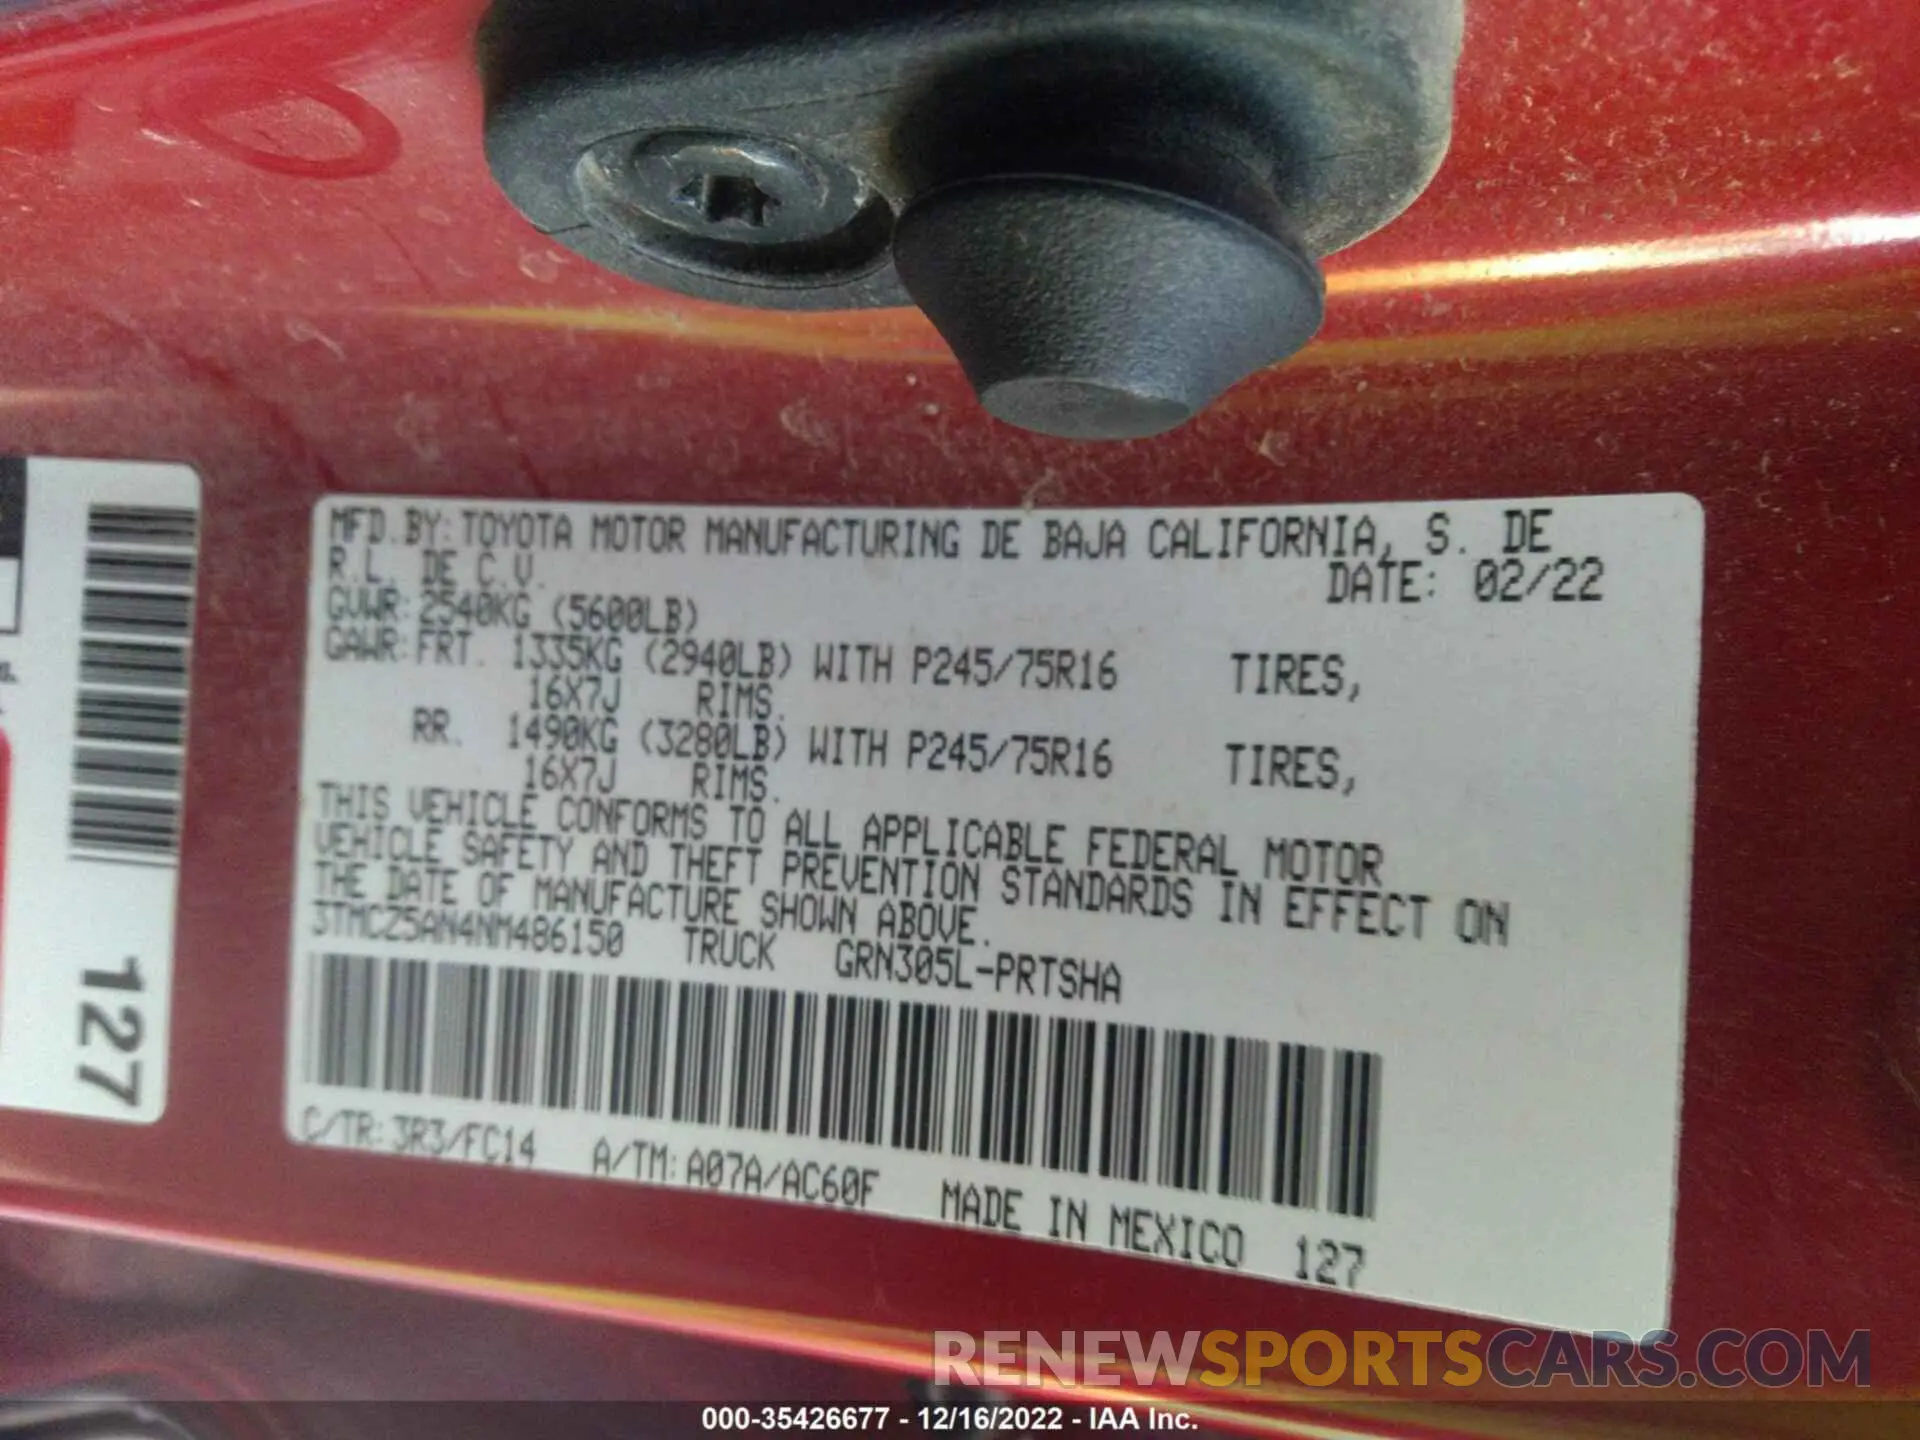 MFD. BY: TOYOTA MOTOR MANUFACTURING DE BAJA CALIFORNIA, S. DE
R.L. DE C.V. DATE: 02/22
GVWR: 2540KG (5600LB)
GAWR: FRT. 1335KG (2940LB) WITH P245/75R16 TIRES,
16X7J RIMS.
RR. 1490KG (3280LB) WITH P245/75R16 TIRES,
16X7J RIMS.
THIS VEHICLE CONFORMS TO ALL APPLICABLE FEDERAL MOTOR
VEHICLE SAFETY AND THEFT PREVENTION STANDARDS IN EFFECT ON
THE DATE OF MANUFACTURE SHOWN ABOVE.
3TMCZ5AN4NM486150 TRUCK GRN305L-PRTSHA
C/TR: 3R3/FC14 A/TM: A07A/AC60F MADE IN MEXICO 127
127
RENEWSPORTSCARS.COM
000-35426677 - 12/16/2022 - IAA Inc.